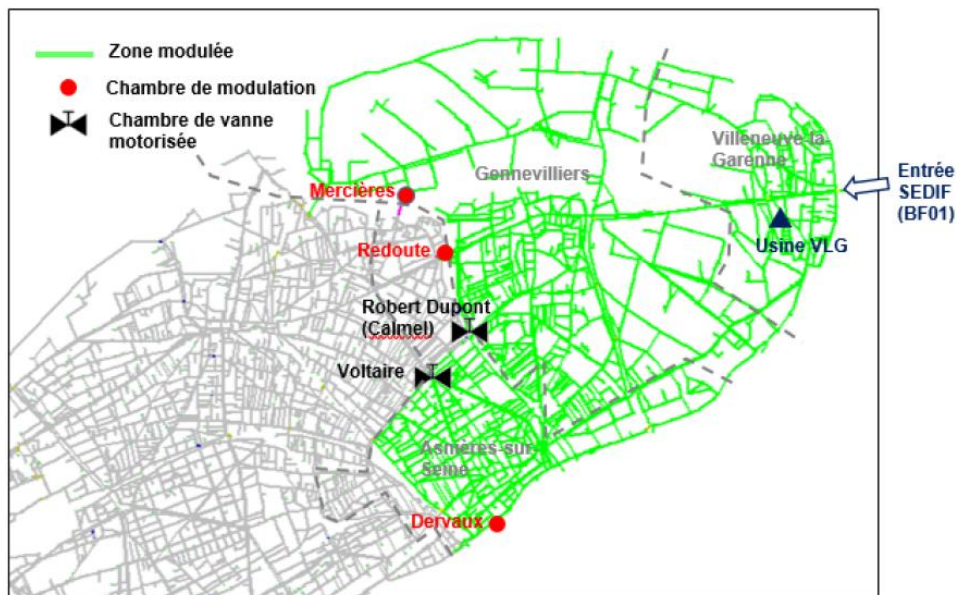 Zone modulée
Chambre de modulation
Chambre de vanne
motorisée
Villeneuve-la-
Garenne
Gennevilliers
Entrée
SEDIF
(BF01)
Mercières
Usine VLG
Redoute
Robert Dupont
(Calmel)
Voltaire
Asnières-sur-
Seine
Dervaux